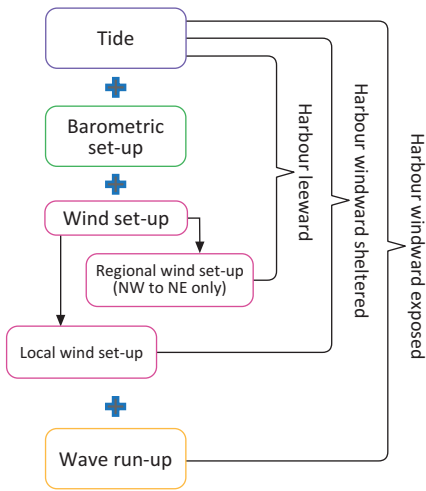 Tide
Barometric
set-up
Wind set-up
Regional wind set-up
(NW to NE only)
Local wind set-up
Wave run-up
Harbour leeward
Harbour windward sheltered
Harbour windward exposed